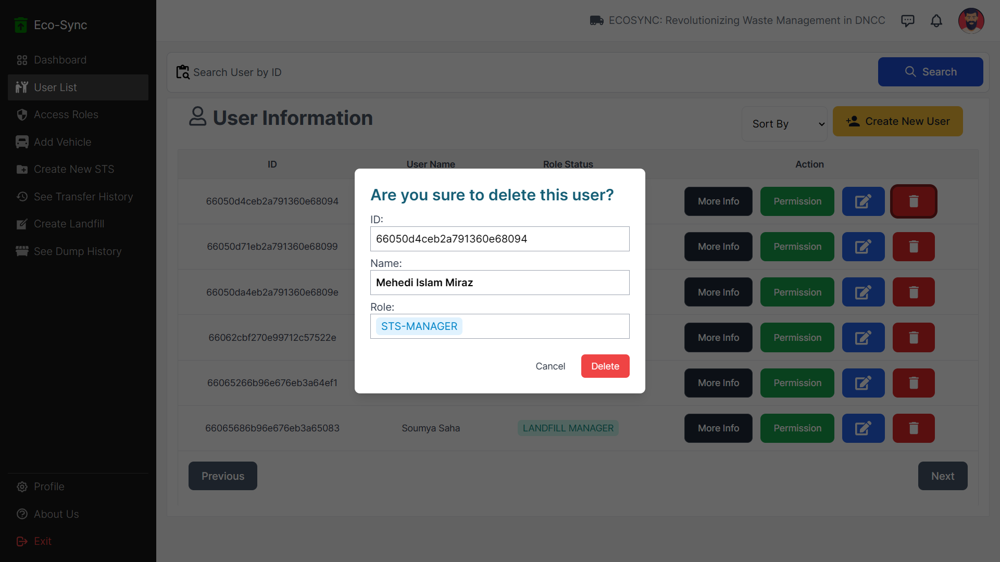 Eco-Sync
ECOSYNC: Revolutionizing Waste Management in DNCC
Dashboard
User List
Access Roles
Add Vehicle
Create New STS
See Transfer History
Create Landfill
See Dump History
Profile
About Us
Exit
Search User by ID
Search
User Information
Sort By
Create New User
ID User Name Role Status Action
66050d4ceb2a791360e68094 More Info Permission
66050d71eb2a791360e68099 More Info Permission
66050da4eb2a791360e6809e More Info Permission
66062cbf270e99712c57522e More Info Permission
66065266b96e676eb3a64ef1 More Info Permission
66065686b96e676eb3a65083 Soumya Saha LANDFILL MANAGER More Info Permission
Previous
Next
Are you sure to delete this user?
ID:
66050d4ceb2a791360e68094
Name:
Mehedi Islam Miraz
Role:
STS-MANAGER
Cancel
Delete